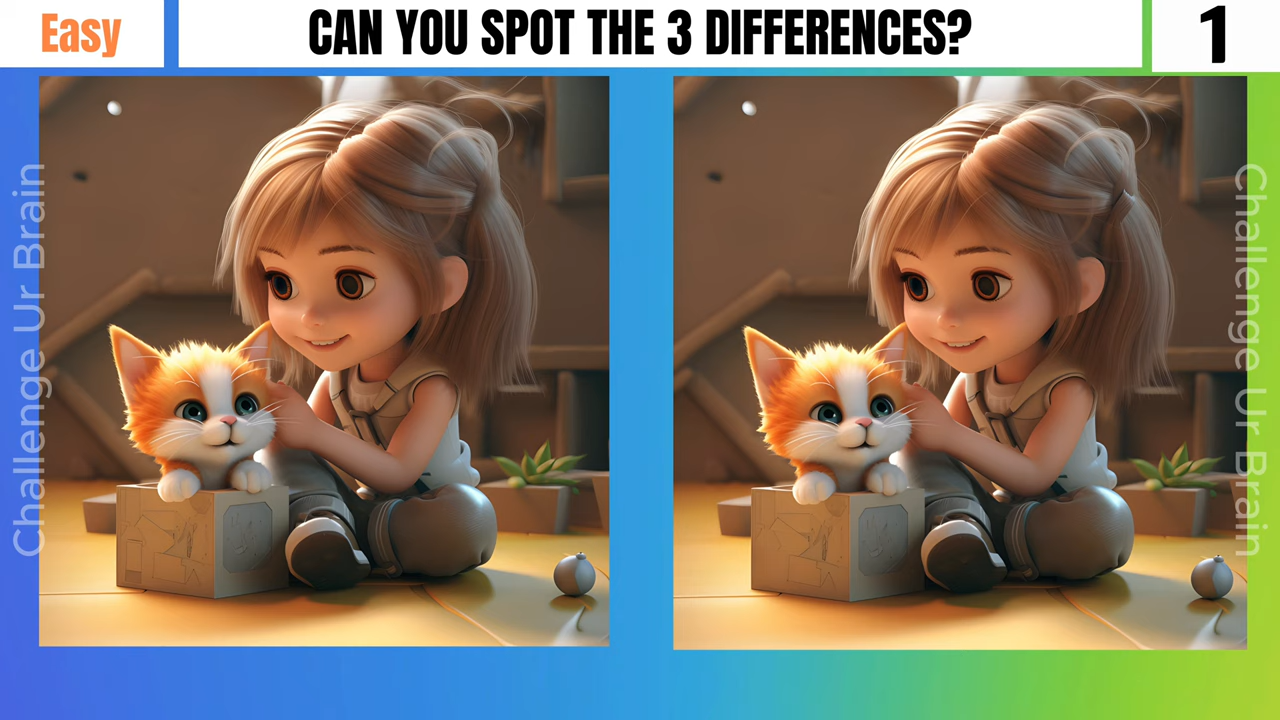 Easy
CAN YOU SPOT THE 3 DIFFERENCES?
1
Challenge Ur Brain
Challenge Ur Brain